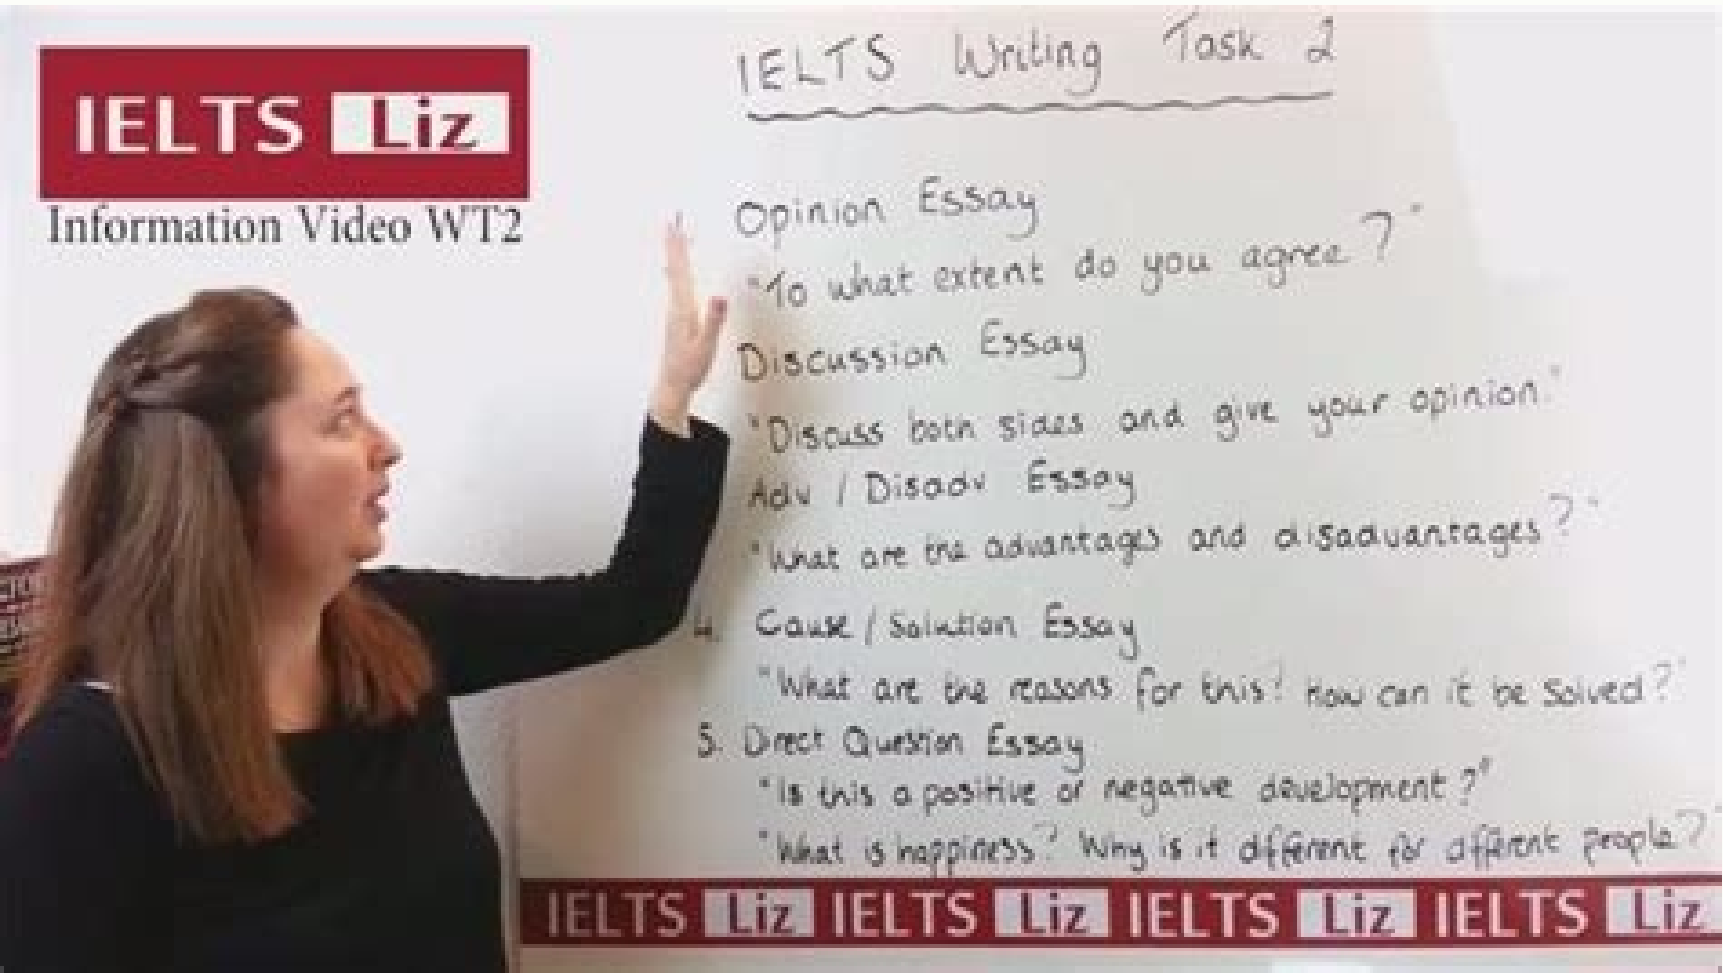 IELTS Liz
Information Video WT2
IELTS Writing Task 2
Opinion Essay
"To what extent do you agree?"
Discussion Essay
"Discuss both sides and give your opinion."
Adv / Disadv Essay
"What are the advantages and disadvantages?"
4. Cause / Solution Essay
"What are the reasons for this? How can it be solved?"
5. Direct Question Essay
"Is this a positive or negative development?"
"What is happiness? Why is it different for different people?"
IELTS Liz IELTS Liz IELTS Liz IELTS Liz